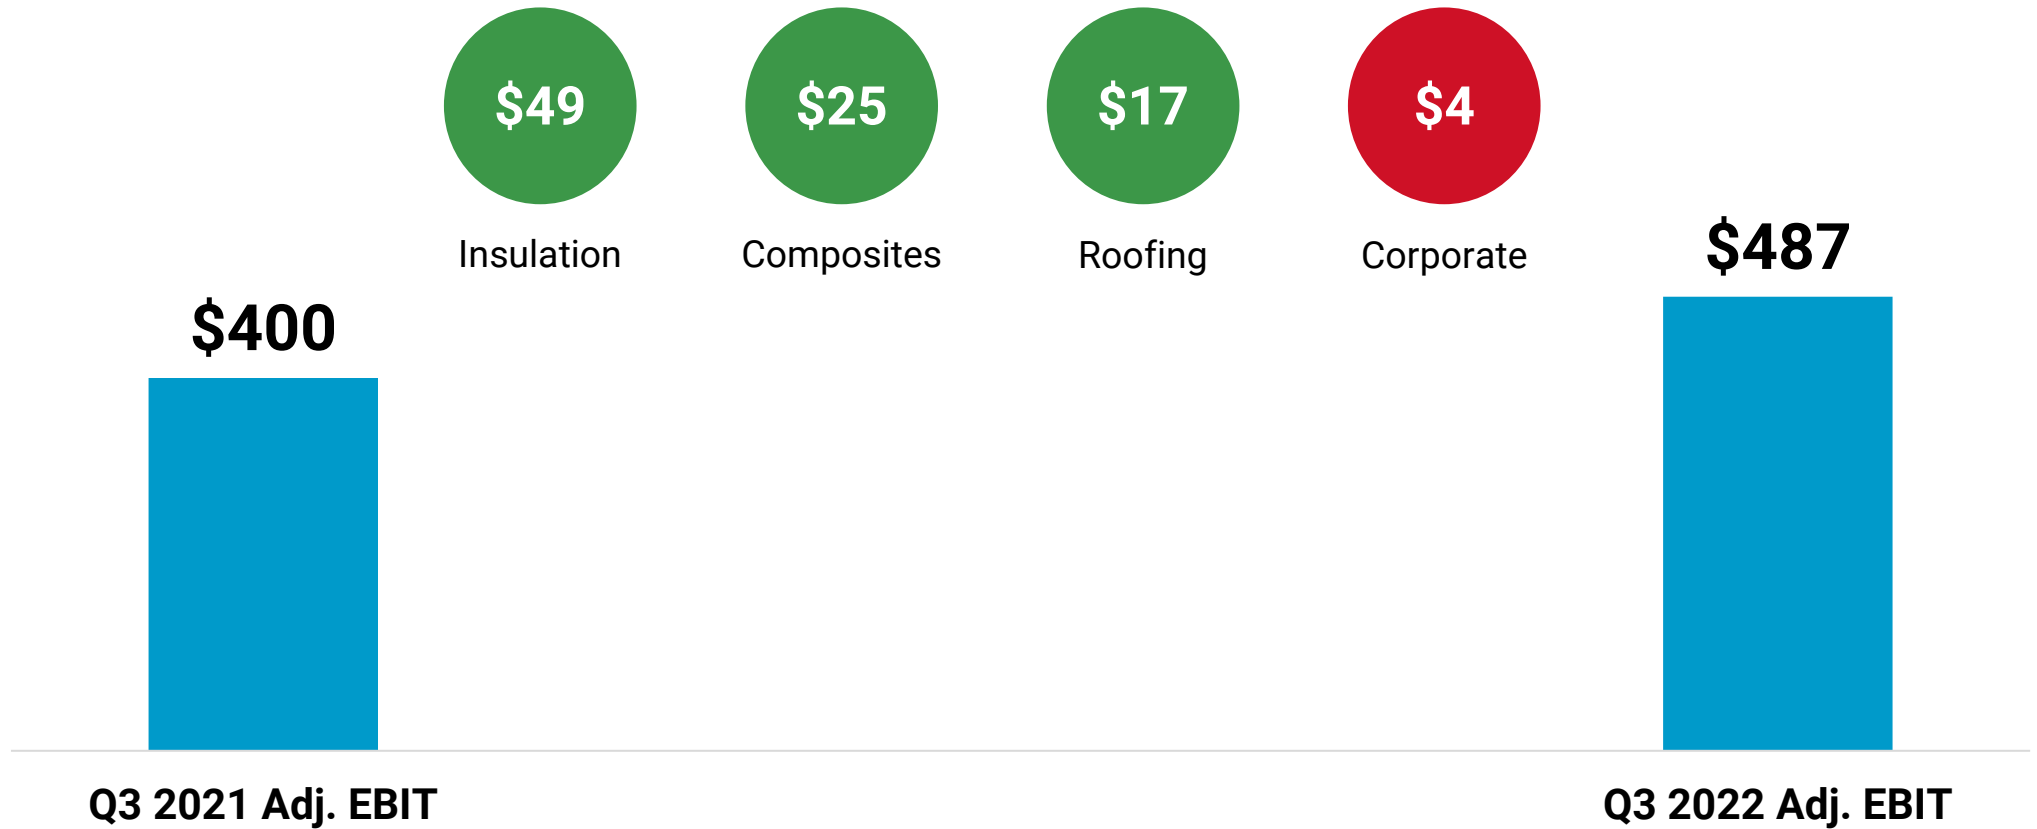 $49
$25
$17
$4
Insulation
Composites
Roofing
Corporate
$400
$487
Q3 2021 Adj. EBIT
Q3 2022 Adj. EBIT